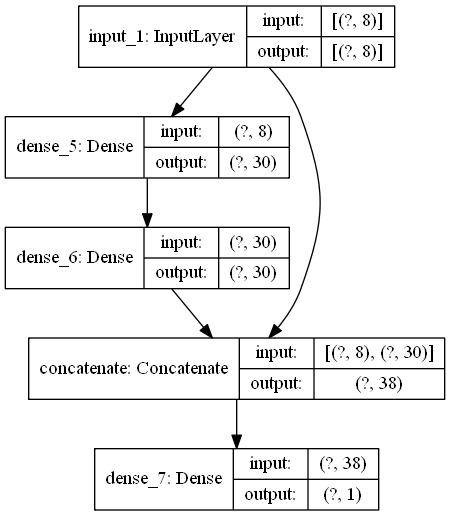 input_1: InputLayer
input: [(?, 8)]
output: [(?, 8)]
dense_5: Dense
input: (?, 8)
output: (?, 30)
dense_6: Dense
input: (?, 30)
output: (?, 30)
concatenate: Concatenate
input: [(?, 8), (?, 30)]
output: (?, 38)
dense_7: Dense
input: (?, 38)
output: (?, 1)